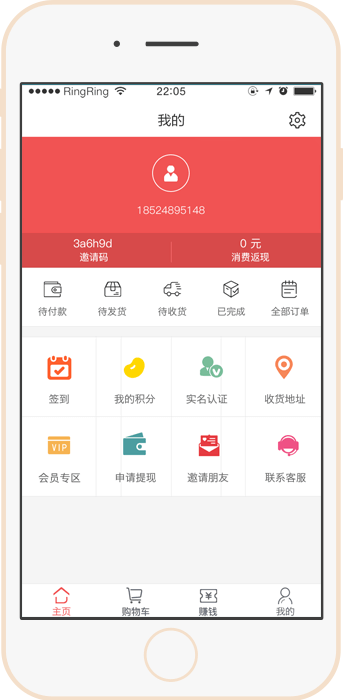 RingRing 22:05
我的
18524895148
3a6h9d 0 元
邀请码 消费返现
待付款 待发货 待收货 已完成 全部订单
签到 我的积分 实名认证 收货地址
VIP
会员专区 申请提现 邀请朋友 联系客服
主页 购物车 赚钱 我的